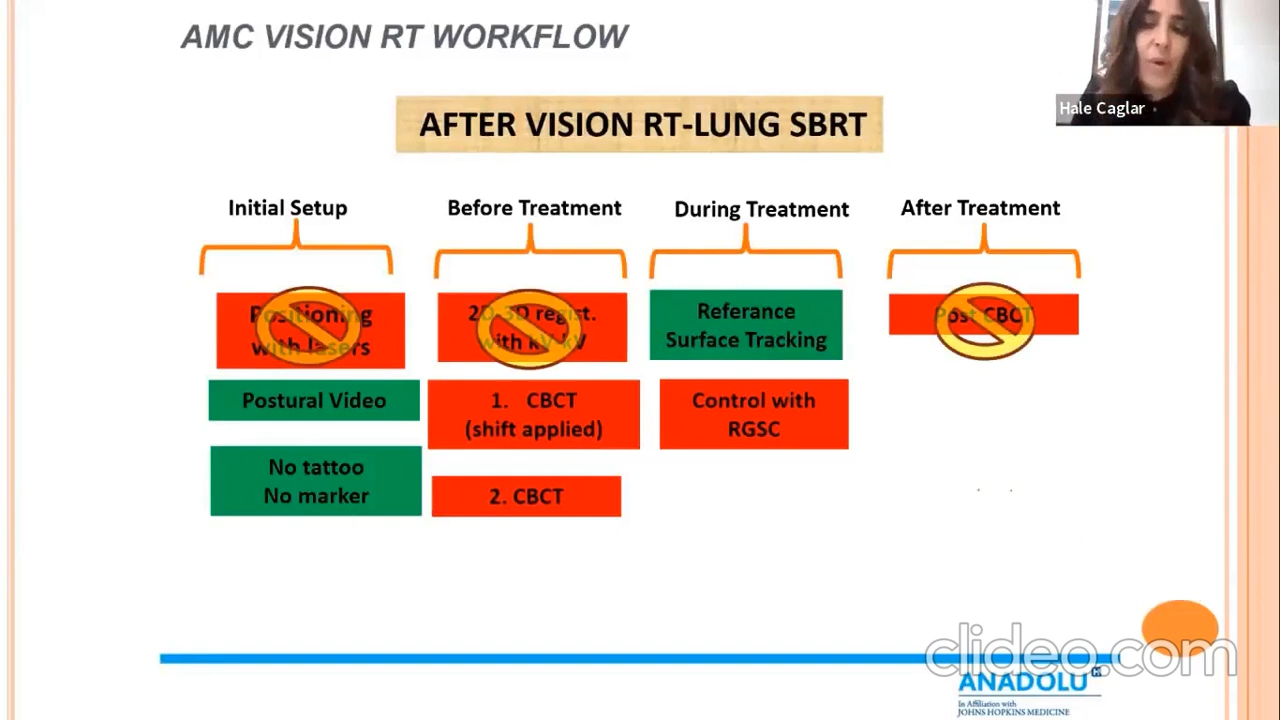 AMC VISION RT WORKFLOW
Hale Caglar
AFTER VISION RT-LUNG SBRT
Initial Setup
Before Treatment
During Treatment
After Treatment
Positioning
with lasers
2D-3D regist.
with kV-kV
Referance
Surface Tracking
Post CBCT
Postural Video
1. CBCT
(shift applied)
Control with
RGSC
No tattoo
No marker
2. CBCT
clideo.com
ANADOLU
In Affiliation with
JOHNS HOPKINS MEDICINE